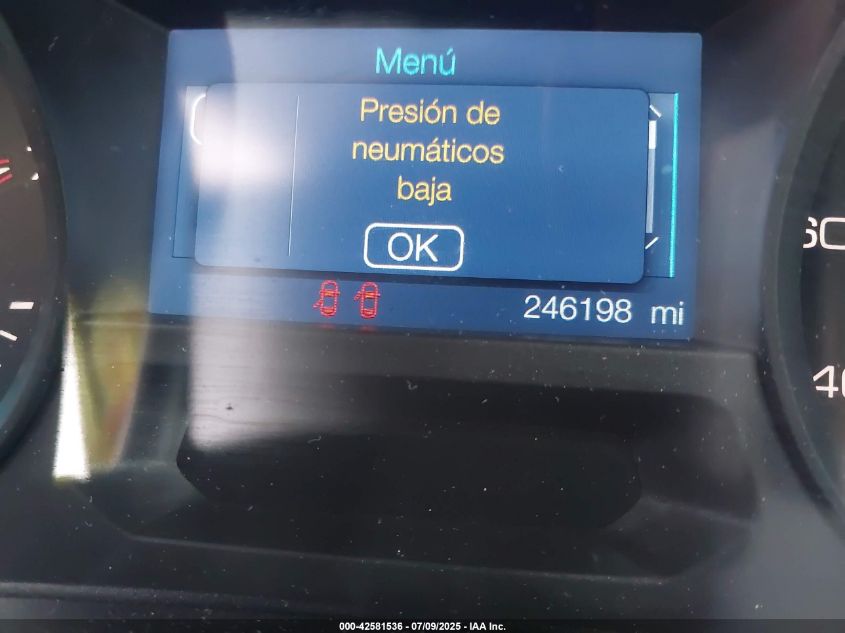 Menú
Presión de
neumáticos
baja
OK
246198 mi
000-42581536 - 07/09/2025 - IAA Inc.